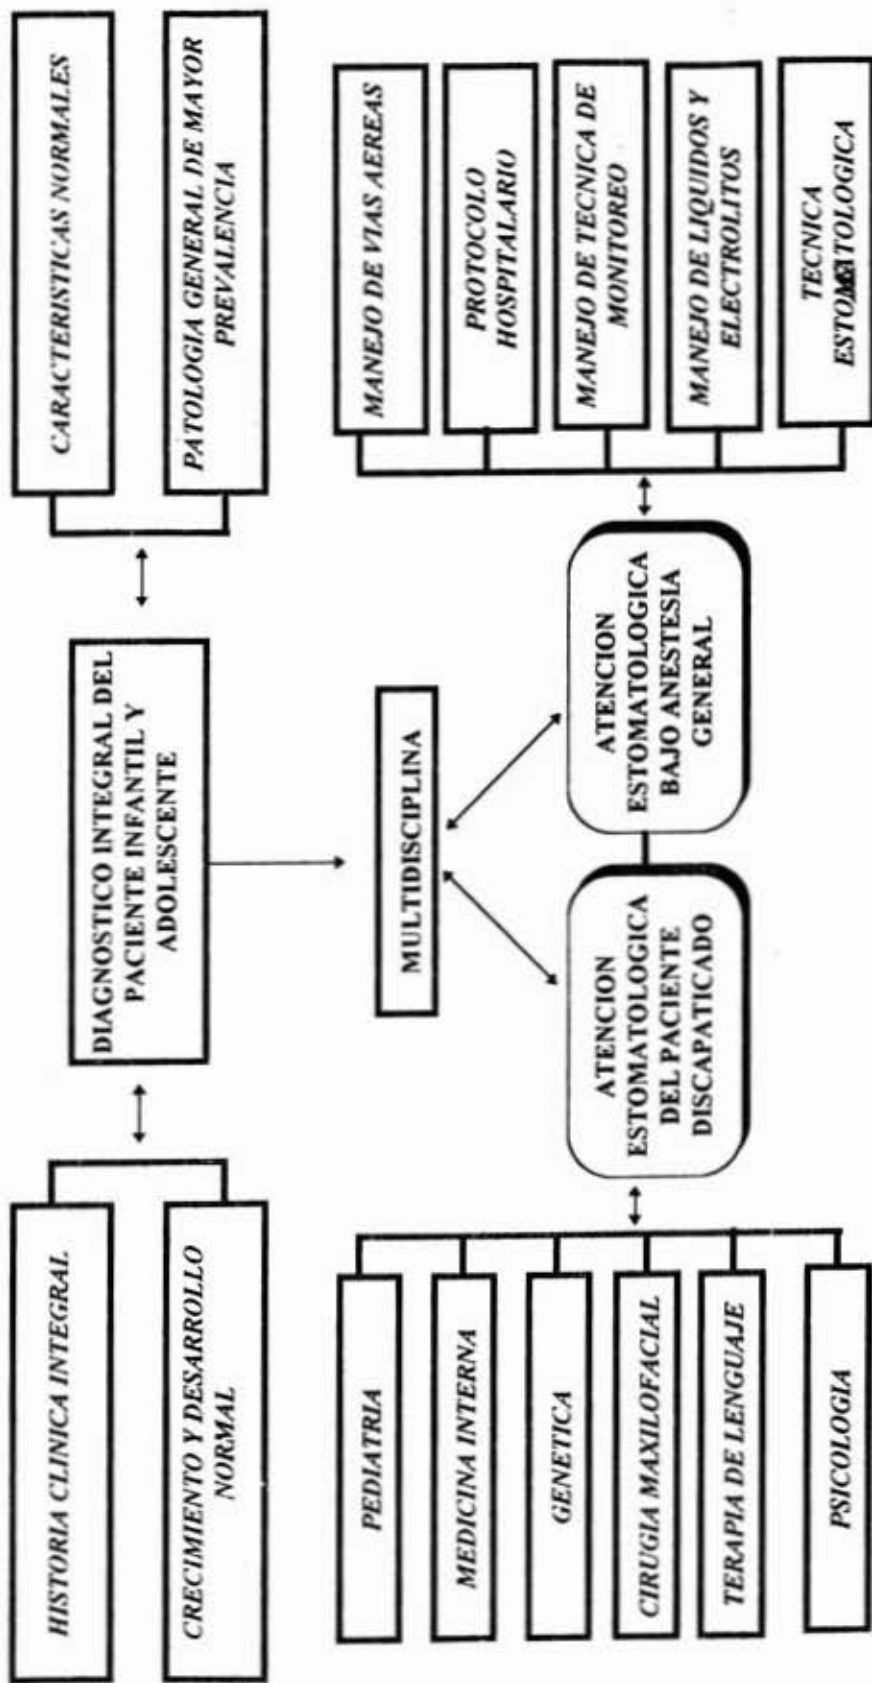 HISTORIA CLINICA INTEGRAL
CRECIMIENTO Y DESARROLLO
NORMAL
DIAGNOSTICO INTEGRAL DEL
PACIENTE INFANTIL Y
ADOLESCENTE
CARACTERISTICAS NORMALES
PATOLOGIA GENERAL DE MAYOR
PREVALENCIA
MULTIDISCIPLINA
PEDIATRIA
MEDICINA INTERNA
GENETICA
CIRUGIA MAXILOFACIAL
TERAPIA DE LENGUAJE
PSICOLOGIA
ATENCION
ESTOMATOLOGICA
DEL PACIENTE
DISCAPATICADO
ATENCION
ESTOMATOLOGICA
BAJO ANESTESIA
GENERAL
MANEJO DE VIAS AEREAS
PROTOCOLO
HOSPITALARIO
MANEJO DE TECNICA DE
MONITOREO
MANEJO DE LIQUIDOS Y
ELECTROLITOS
TECNICA
ESTOMATOLOGICA